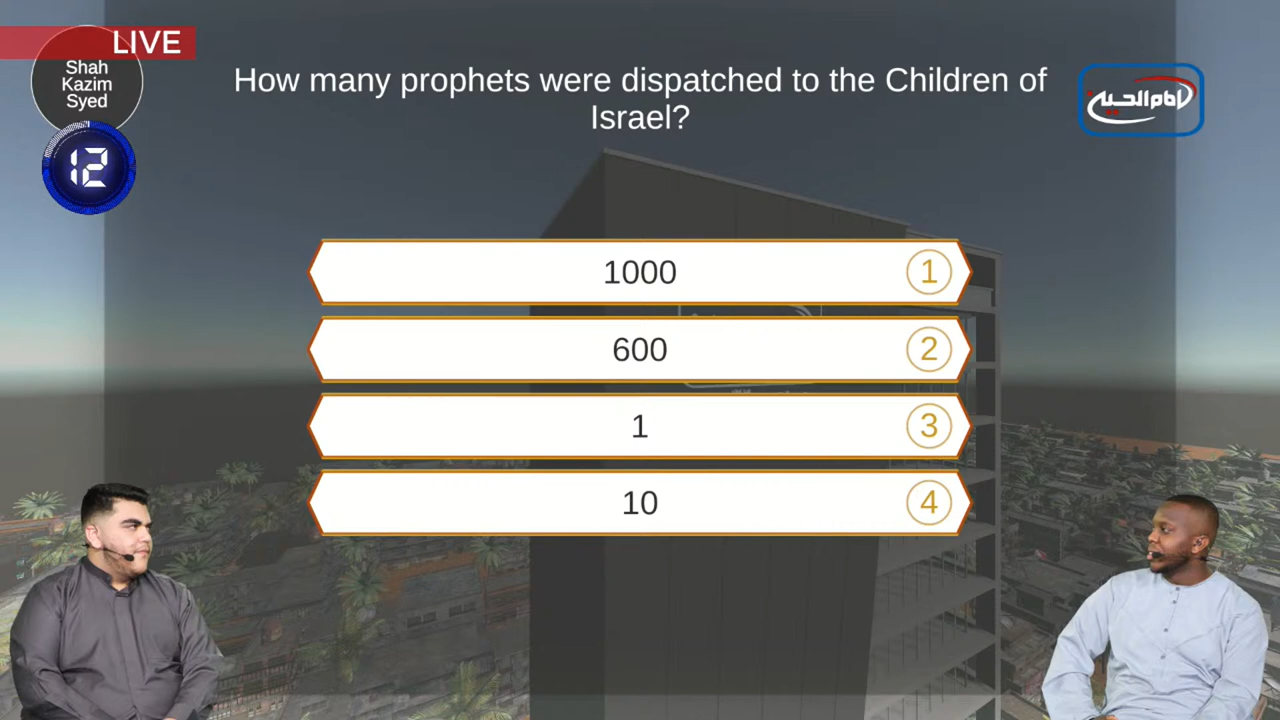 LIVE
Shah
Kazim
Syed
12
How many prophets were dispatched to the Children of
Israel?
1000
1
600
2
1
3
10
4